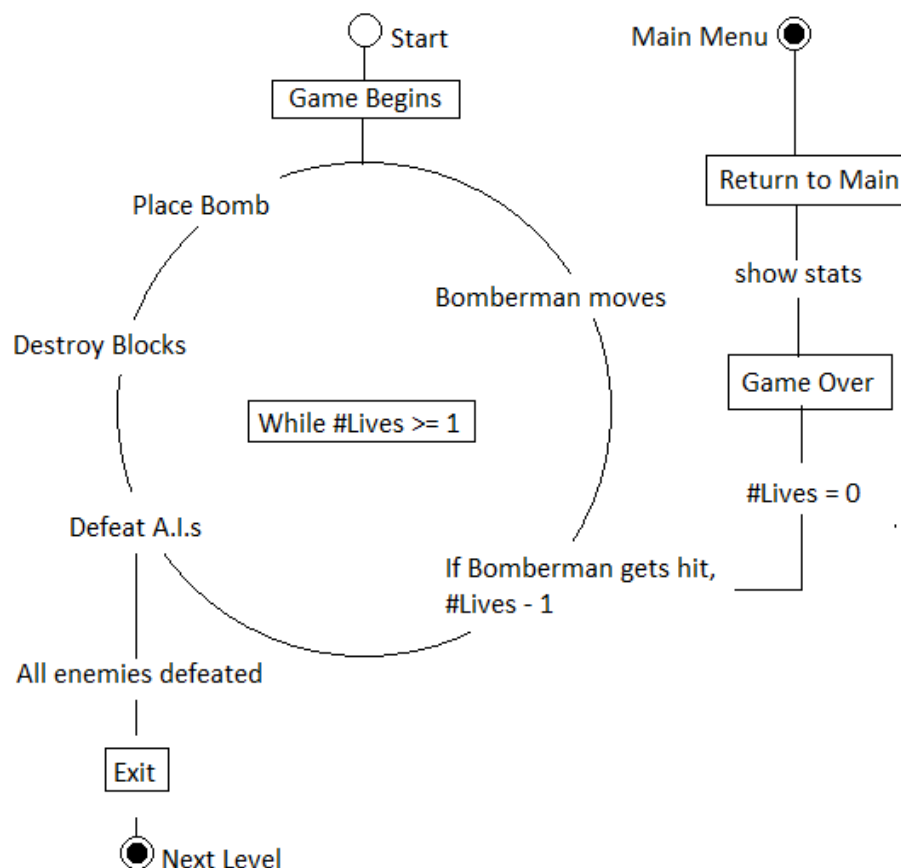 Start
Main Menu
Game Begins
Return to Main
Place Bomb
show stats
Bomberman moves
Destroy Blocks
Game Over
While #Lives >= 1
#Lives = 0
Defeat A.I.s
If Bomberman gets hit,
#Lives - 1
All enemies defeated
Exit
Next Level